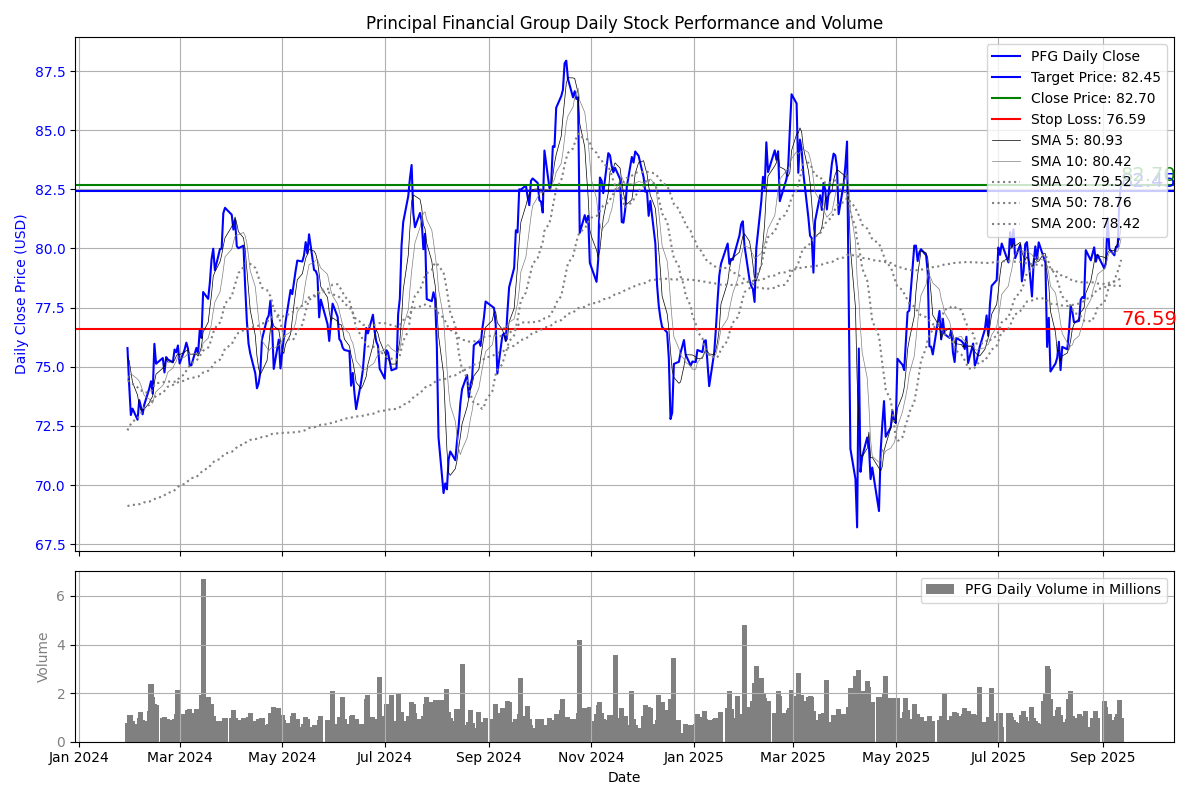 Principal Financial Group Daily Stock Performance and Volume
Daily Close Price (USD)
87.5
85.0
82.5
80.0
77.5
75.0
72.5
70.0
67.5
PFG Daily Close
Target Price: 82.45
Close Price: 82.70
Stop Loss: 76.59
SMA 5: 80.93
SMA 10: 80.42
SMA 20: 79.52
SMA 50: 78.76
SMA 200: 78.42
82.70
82.45
76.59
Volume
6
4
2
0
PFG Daily Volume in Millions
Jan 2024 Mar 2024 May 2024 Jul 2024 Sep 2024 Nov 2024 Jan 2025 Mar 2025 May 2025 Jul 2025 Sep 2025
Date